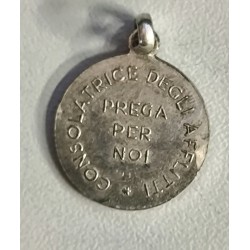 CONSOLATRICE DEGLI AFFLITTI
PREGA
PER
NOI